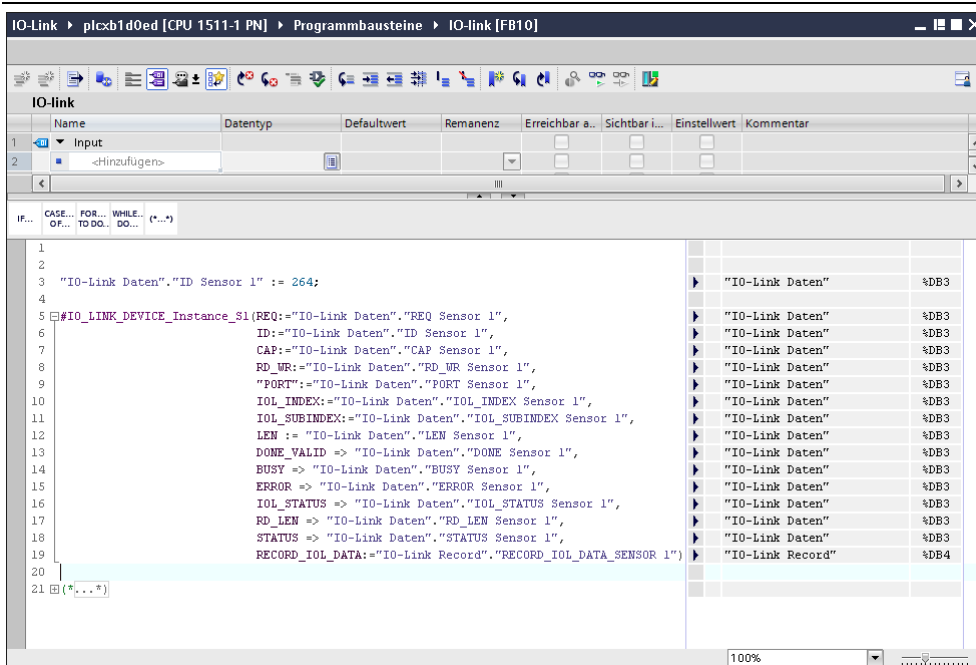 IO-Link ▸ plcxb1d0ed [CPU 1511-1 PN] ▸ Programmbausteine ▸ IO-link [FB10]
IO-link
Name Datentyp Defaultwert Remanenz Erreichbar a.. Sichtbar i... Einstellwert Kommentar
1 Input
2 <Hinzufügen>
IF... CASE... OF... FOR... TO DO.. WHILE.. DO... (*...*)
1
2
3 "IO-Link Daten"."ID Sensor 1" := 264; "IO-Link Daten" %DB3
4
5 #IO_LINK_DEVICE_Instance_S1(REQ:="IO-Link Daten"."REQ Sensor 1", "IO-Link Daten" %DB3
6 ID:="IO-Link Daten"."ID Sensor 1", "IO-Link Daten" %DB3
7 CAP:="IO-Link Daten"."CAP Sensor 1", "IO-Link Daten" %DB3
8 RD_WR:="IO-Link Daten"."RD_WR Sensor 1", "IO-Link Daten" %DB3
9 "PORT":="IO-Link Daten"."PORT Sensor 1", "IO-Link Daten" %DB3
10 IOL_INDEX:="IO-Link Daten"."IOL_INDEX Sensor 1", "IO-Link Daten" %DB3
11 IOL_SUBINDEX:="IO-Link Daten"."IOL_SUBINDEX Sensor 1", "IO-Link Daten" %DB3
12 LEN := "IO-Link Daten"."LEN Sensor 1", "IO-Link Daten" %DB3
13 DONE_VALID => "IO-Link Daten"."DONE Sensor 1", "IO-Link Daten" %DB3
14 BUSY => "IO-Link Daten"."BUSY Sensor 1", "IO-Link Daten" %DB3
15 ERROR => "IO-Link Daten"."ERROR Sensor 1", "IO-Link Daten" %DB3
16 IOL_STATUS => "IO-Link Daten"."IOL_STATUS Sensor 1", "IO-Link Daten" %DB3
17 RD_LEN => "IO-Link Daten"."RD_LEN Sensor 1", "IO-Link Daten" %DB3
18 STATUS => "IO-Link Daten"."STATUS Sensor 1", "IO-Link Daten" %DB3
19 RECORD_IOL_DATA:="IO-Link Record"."RECORD_IOL_DATA_SENSOR 1") "IO-Link Record" %DB4
20
21 (*...*)
100%